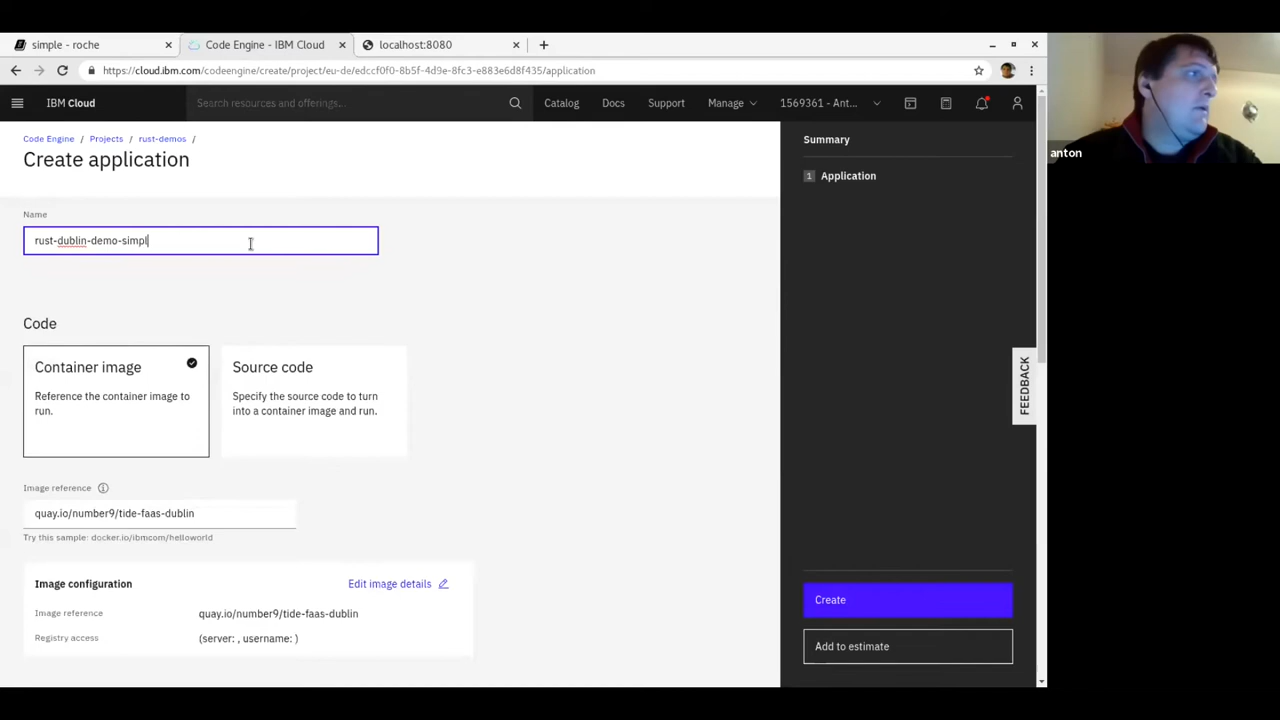 simple - roche
Code Engine - IBM Cloud
localhost:8080
https://cloud.ibm.com/codeengine/create/project/eu-de/edccf0f0-8b5f-4d9e-8fc3-e883e6d8f435/application
IBM Cloud
Search resources and offerings...
Catalog
Docs
Support
Manage
1569361 - Ant...
Code Engine / Projects / rust-demos /
Create application
Name
rust-dublin-demo-simpl
Code
Container image
Reference the container image to
run.
Source code
Specify the source code to turn
into a container image and run.
Image reference
quay.io/number9/tide-faas-dublin
Try this sample: docker.io/ibmcom/helloworld
Image configuration
Edit image details
Image reference
quay.io/number9/tide-faas-dublin
Registry access
(server: , username: )
Summary
1 Application
FEEDBACK
Create
Add to estimate
anton